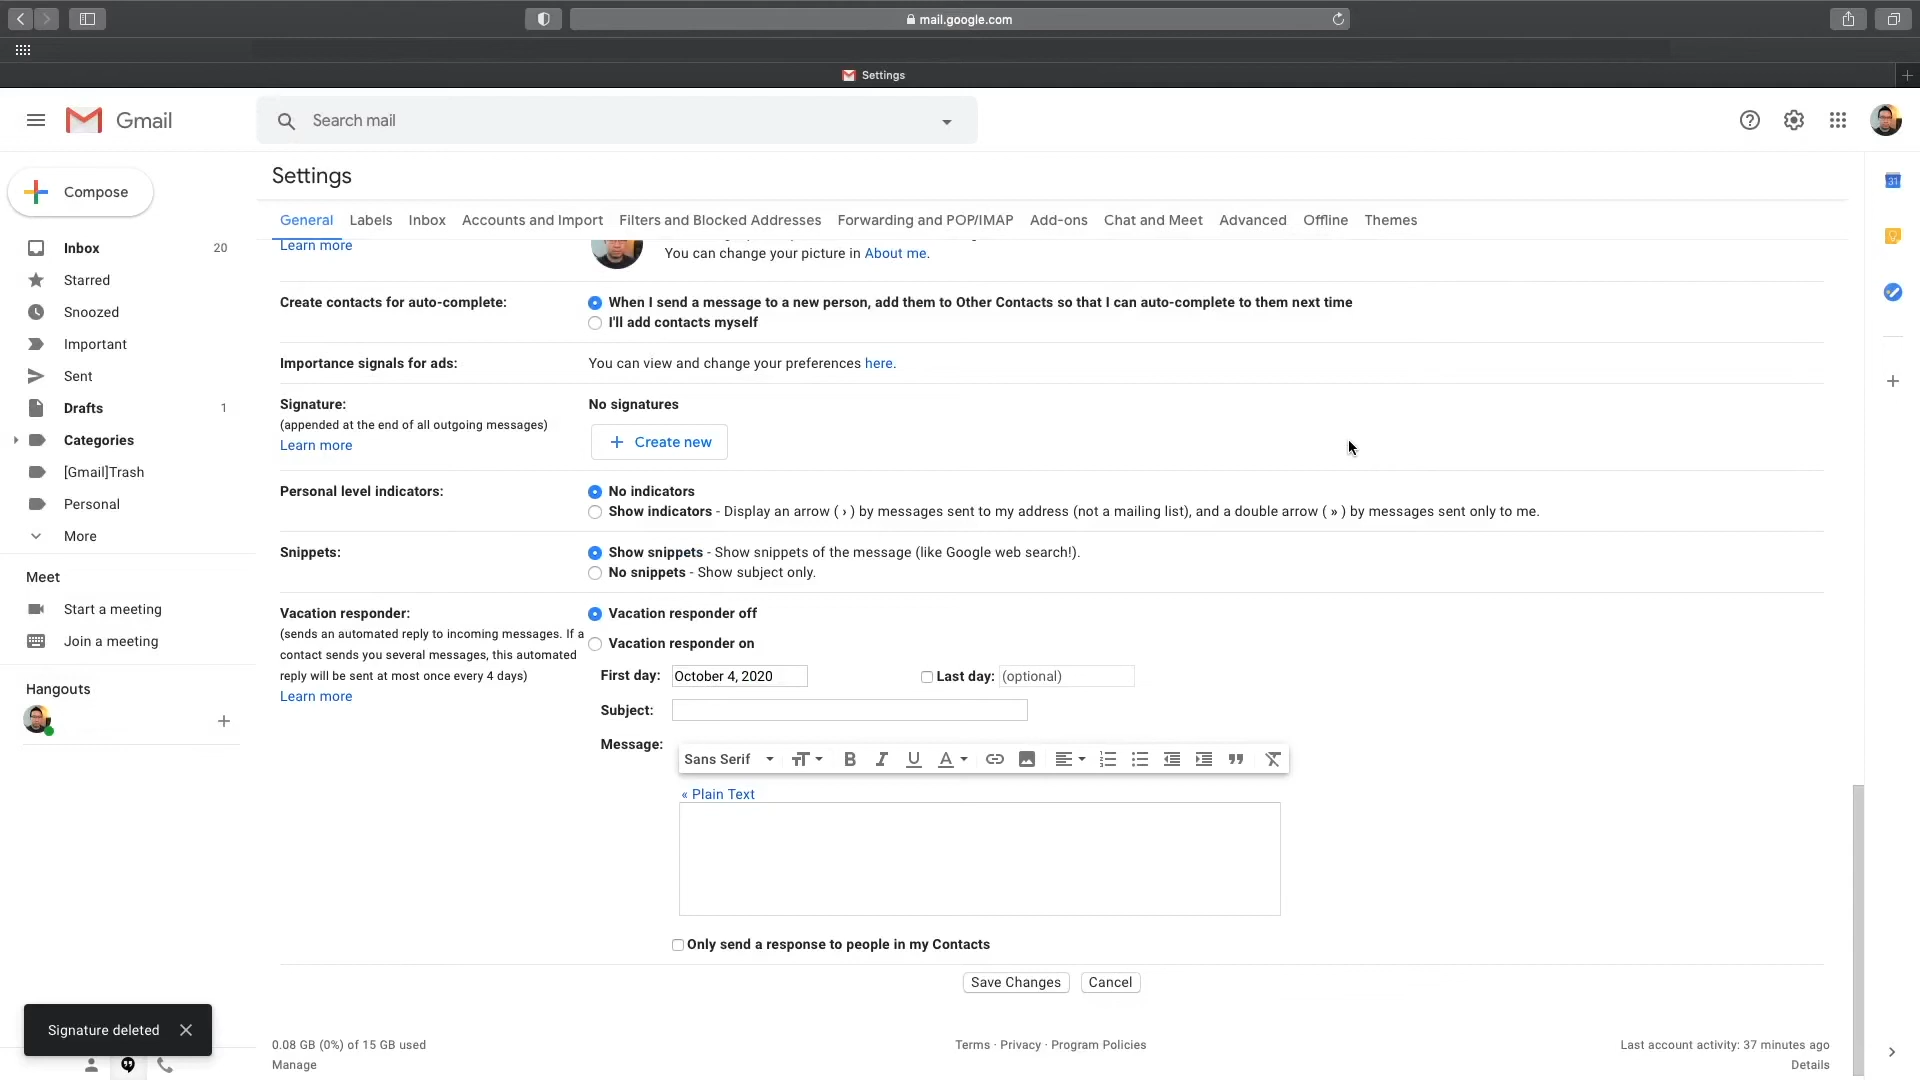 mail.google.com
Settings
Gmail
Search mail
Compose
Inbox 20
Starred
Snoozed
Important
Sent
Drafts 1
Categories
[Gmail]Trash
Personal
More
Meet
Start a meeting
Join a meeting
Hangouts
Signature deleted
Settings
General Labels Inbox Accounts and Import Filters and Blocked Addresses Forwarding and POP/IMAP Add-ons Chat and Meet Advanced Offline Themes
Learn more
You can change your picture in About me.
Create contacts for auto-complete:
When I send a message to a new person, add them to Other Contacts so that I can auto-complete to them next time
I'll add contacts myself
Importance signals for ads:
You can view and change your preferences here.
Signature:
(appended at the end of all outgoing messages)
Learn more
No signatures
Create new
Personal level indicators:
No indicators
Show indicators - Display an arrow ( › ) by messages sent to my address (not a mailing list), and a double arrow ( » ) by messages sent only to me.
Snippets:
Show snippets - Show snippets of the message (like Google web search!).
No snippets - Show subject only.
Vacation responder:
(sends an automated reply to incoming messages. If a
contact sends you several messages, this automated
reply will be sent at most once every 4 days)
Learn more
Vacation responder off
Vacation responder on
First day: October 4, 2020 Last day: (optional)
Subject:
Message:
Sans Serif
« Plain Text
Only send a response to people in my Contacts
Save Changes Cancel
0.08 GB (0%) of 15 GB used
Manage
Terms · Privacy · Program Policies
Last account activity: 37 minutes ago
Details
31